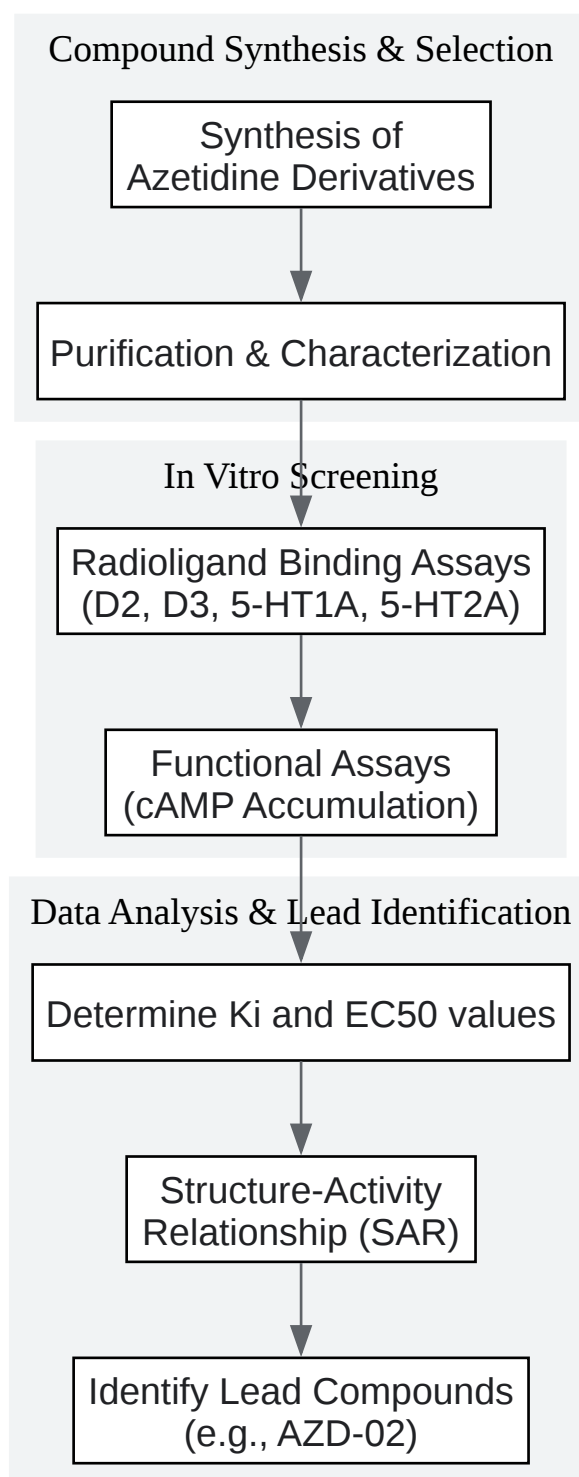 Compound Synthesis & Selection
Synthesis of
Azetidine Derivatives
Purification & Characterization
In Vitro Screening
Radioligand Binding Assays
(D2, D3, 5-HT1A, 5-HT2A)
Functional Assays
(cAMP Accumulation)
Data Analysis & Lead Identification
Determine Ki and EC50 values
Structure-Activity
Relationship (SAR)
Identify Lead Compounds
(e.g., AZD-02)